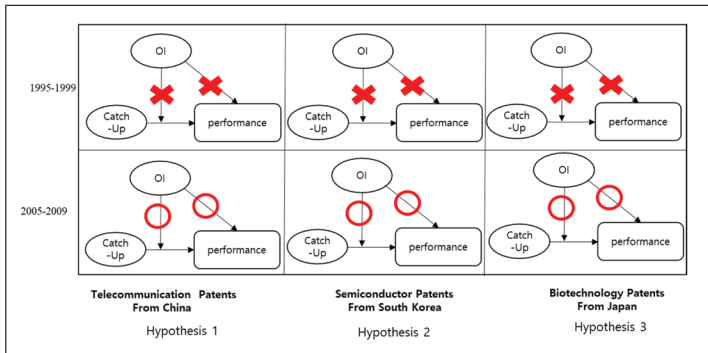 OI
OI
OI
1995-1999
Catch
-Up
performance
Catch
-Up
performance
Catch
-Up
performance
OI
OI
OI
2005-2009
Catch
-Up
performance
Catch
-Up
performance
Catch
-Up
performance
Telecommunication Patents
From China
Semiconductor Patents
From South Korea
Biotechnology Patents
From Japan
Hypothesis 1
Hypothesis 2
Hypothesis 3